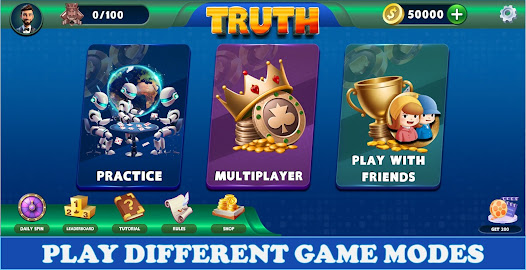 0/100
TRUTH
50000
PRACTICE
MULTIPLAYER
PLAY WITH
FRIENDS
DAILY SPIN
LEADERBOARD
TUTORIAL
RULES
SHOP
GET 200
PLAY DIFFERENT GAME MODES